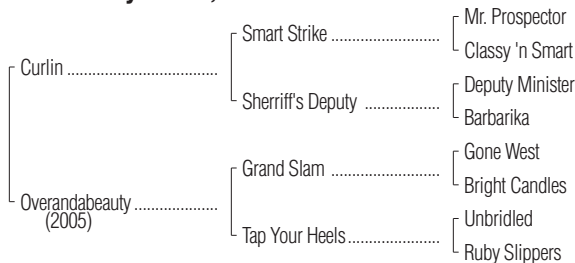 Mr. Prospector
Smart Strike ..........................
Classy 'n Smart
Curlin ...................................
Deputy Minister
Sherriff's Deputy .................
Barbarika
Gone West
Grand Slam .........................
Bright Candles
Overandabeauty ...................
(2005)
Unbridled
Tap Your Heels.....................
Ruby Slippers